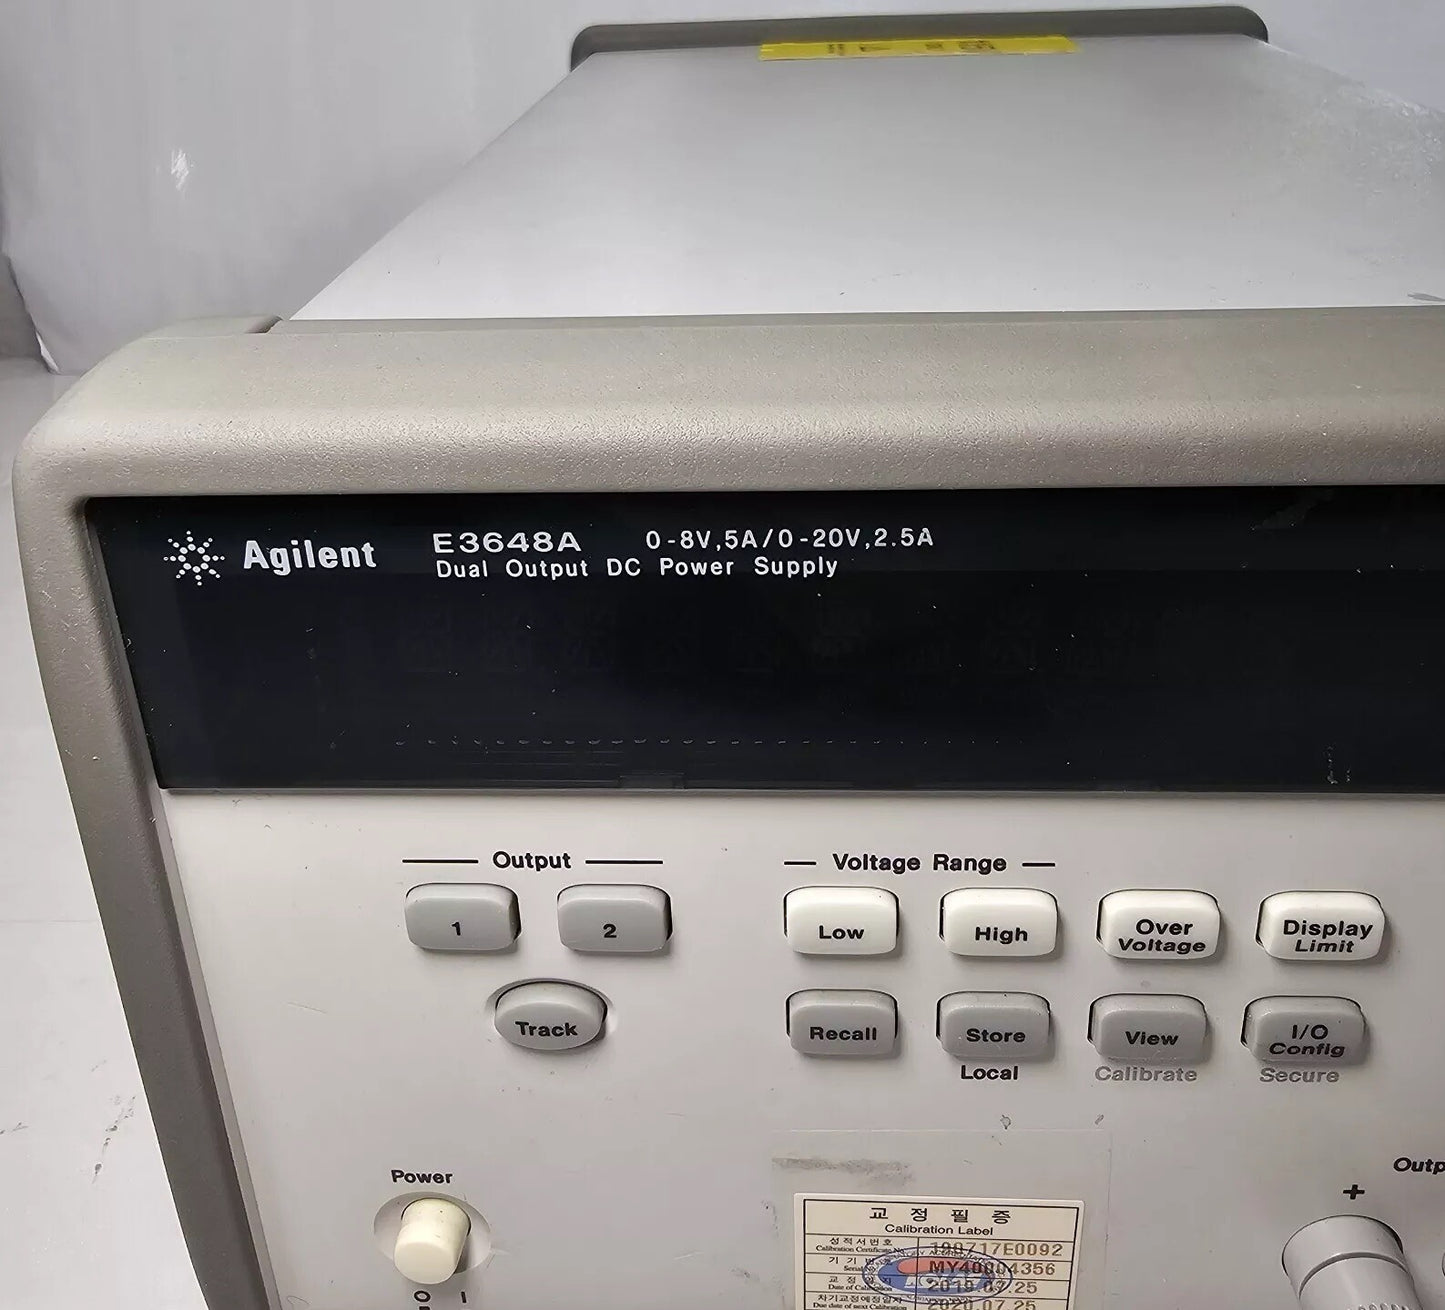 Agilent
E3648A 0-8V,5A/0-20V,2.5A
Dual Output DC Power Supply
Output
Voltage Range
1
2
Low
High
Over
Voltage
Display
Limit
Track
Recall
Store
View
I/O
Config
Local
Calibrate
Secure
Power
Outp
+
교 정 필 증
Calibration Label
성적서번호
Calibration Certificate No. 190717E0092
기 기 번 호
MY40004356
교 정 일 자
Date of Calibration 2019.07.25
차기교정예정일자
Due date of next Calibration 2020.07.25